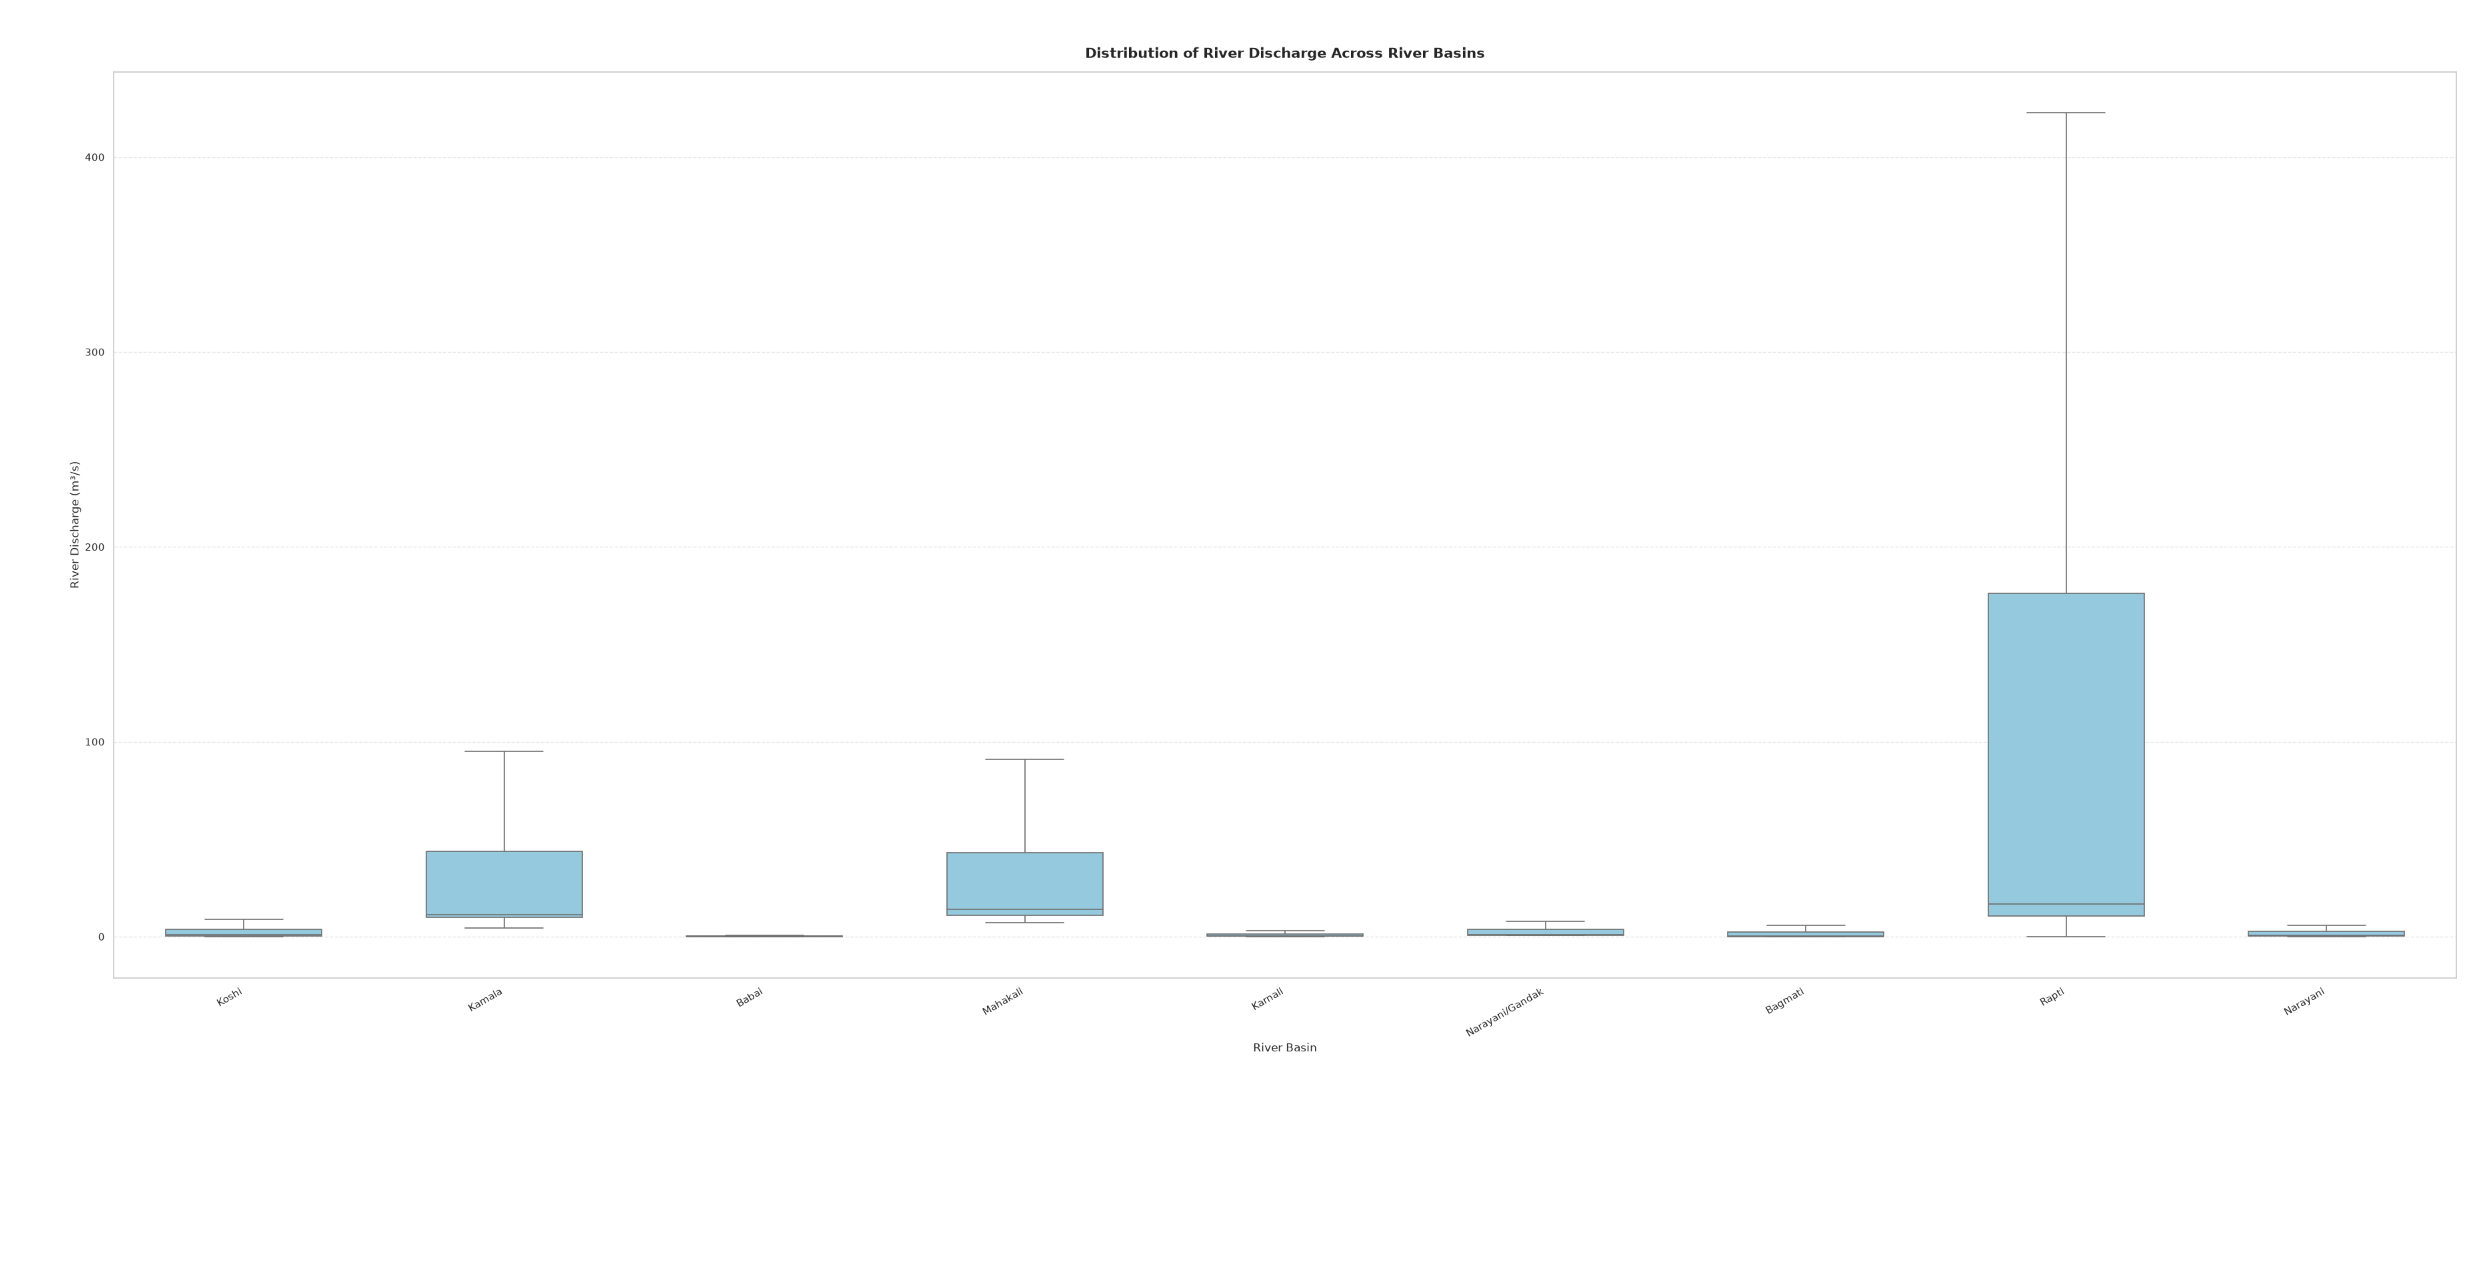 Distribution of River Discharge Across River Basins
River Discharge (m³/s)
400
300
200
100
0
Koshi
Kamala
Babai
Mahakali
Karnali
Narayani/Gandak
Bagmati
Rapti
Narayani
River Basin